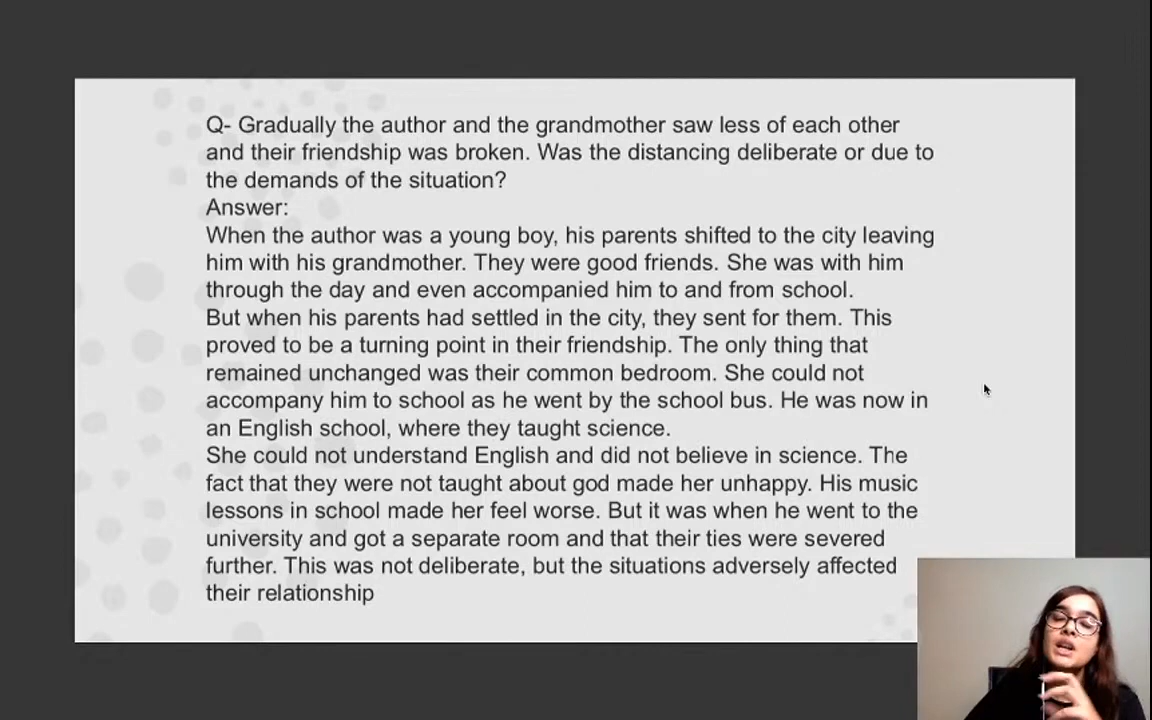 Q- Gradually the author and the grandmother saw less of each other
and their friendship was broken. Was the distancing deliberate or due to
the demands of the situation?
Answer:
When the author was a young boy, his parents shifted to the city leaving
him with his grandmother. They were good friends. She was with him
through the day and even accompanied him to and from school.
But when his parents had settled in the city, they sent for them. This
proved to be a turning point in their friendship. The only thing that
remained unchanged was their common bedroom. She could not
accompany him to school as he went by the school bus. He was now in
an English school, where they taught science.
She could not understand English and did not believe in science. The
fact that they were not taught about god made her unhappy. His music
lessons in school made her feel worse. But it was when he went to the
university and got a separate room and that their ties were severed
further. This was not deliberate, but the situations adversely affected
their relationship